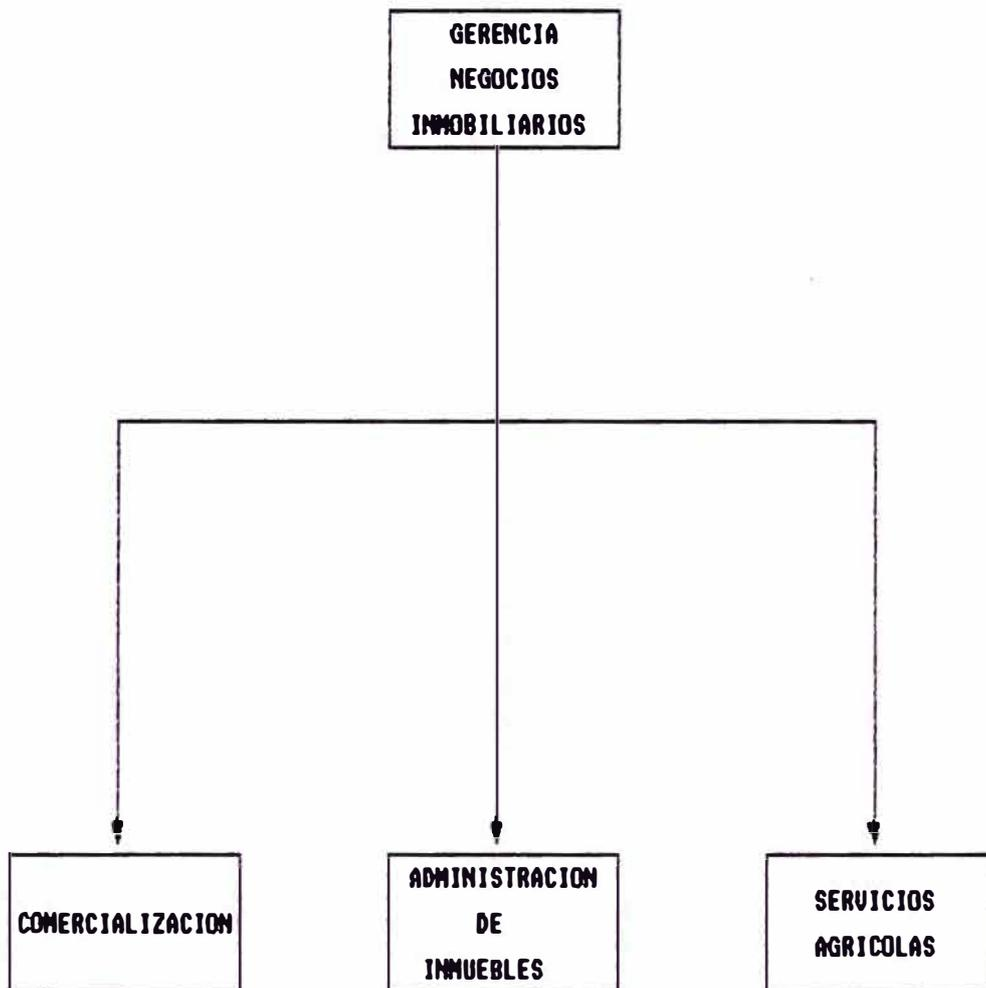 GERENCIA
NEGOCIOS
INMOBILIARIOS
COMERCIALIZACION
ADMINISTRACION
DE
INMUEBLES
SERVICIOS
AGRICOLAS